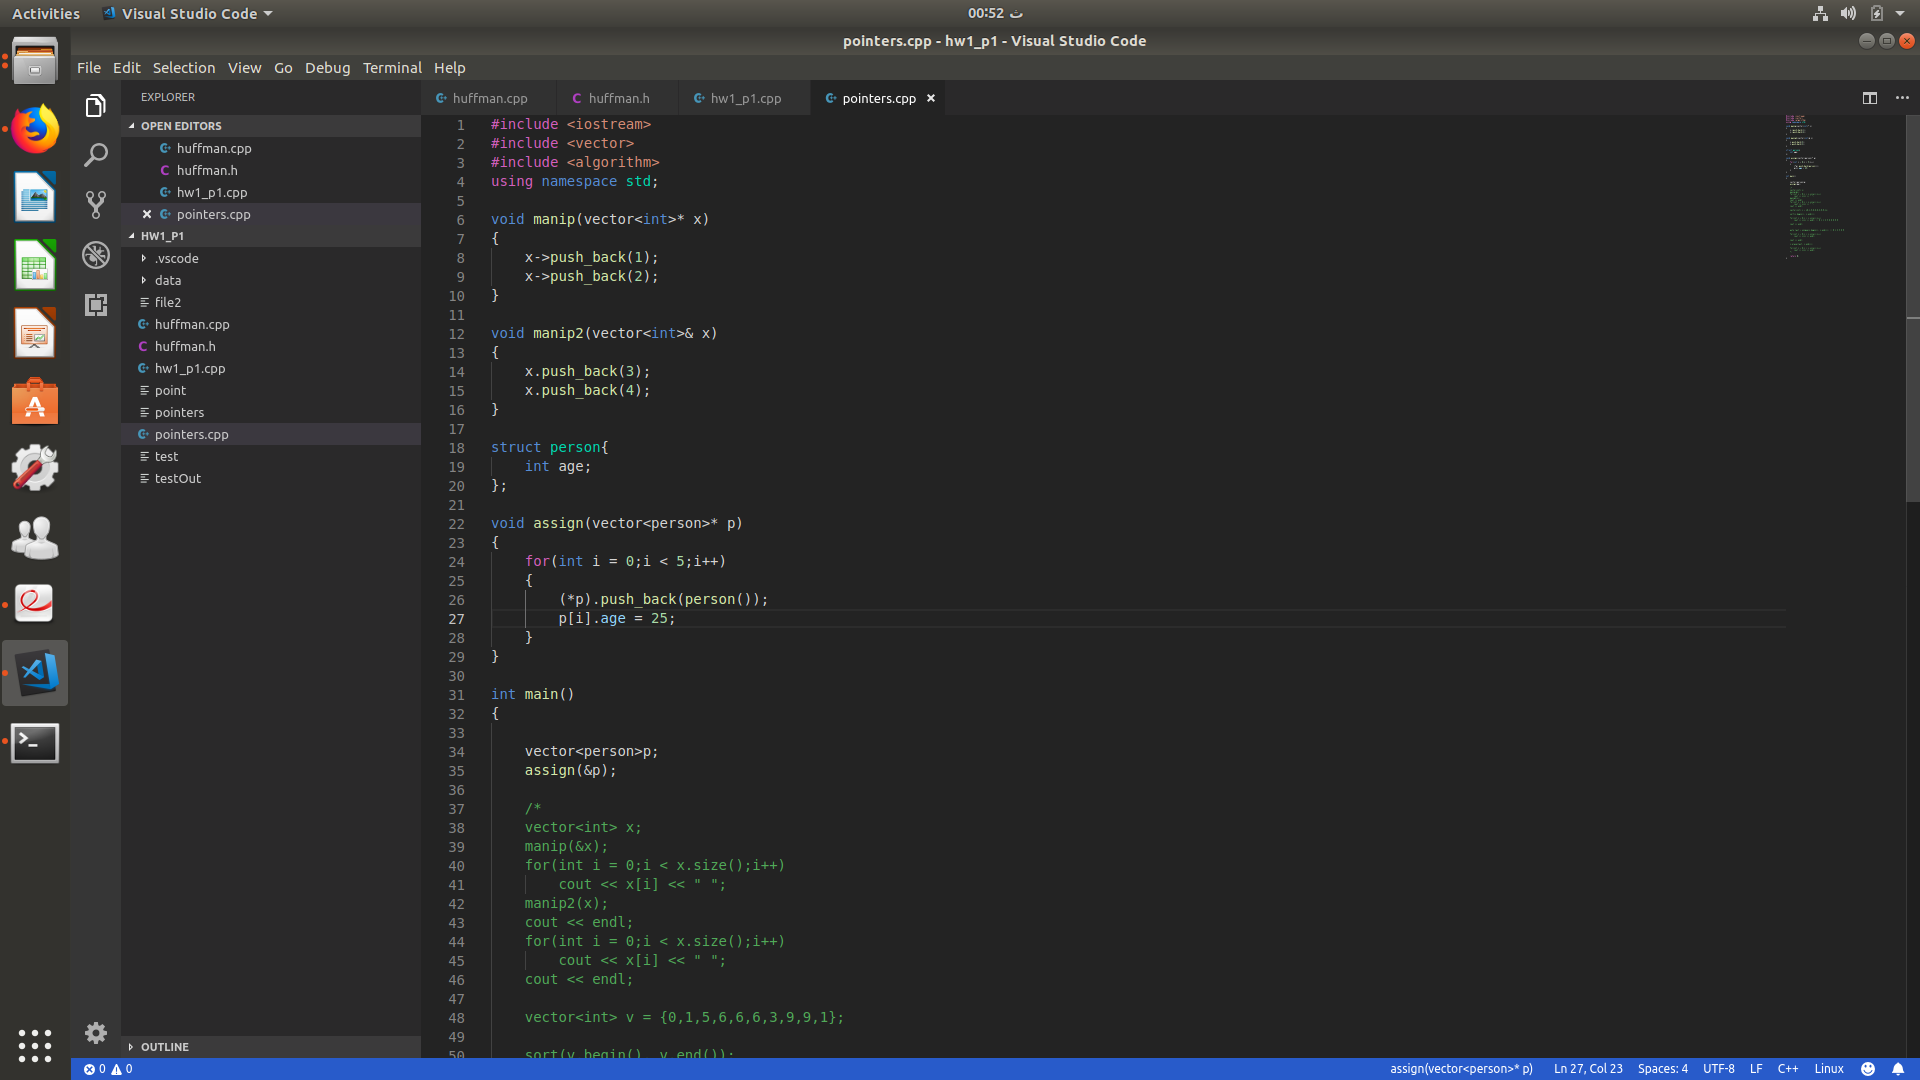 Activities
Visual Studio Code
00:52 ث
pointers.cpp - hw1_p1 - Visual Studio Code
File Edit Selection View Go Debug Terminal Help
EXPLORER
OPEN EDITORS
huffman.cpp
huffman.h
hw1_p1.cpp
pointers.cpp
HW1_P1
.vscode
data
file2
huffman.cpp
huffman.h
hw1_p1.cpp
point
pointers
pointers.cpp
test
testOut
OUTLINE
huffman.cpp huffman.h hw1_p1.cpp pointers.cpp
1 #include <iostream>
2 #include <vector>
3 #include <algorithm>
4 using namespace std;
5
6 void manip(vector<int>* x)
7 {
8     x->push_back(1);
9     x->push_back(2);
10 }
11
12 void manip2(vector<int>& x)
13 {
14     x.push_back(3);
15     x.push_back(4);
16 }
17
18 struct person{
19     int age;
20 };
21
22 void assign(vector<person>* p)
23 {
24     for(int i = 0;i < 5;i++)
25     {
26         (*p).push_back(person());
27         p[i].age = 25;
28     }
29 }
30
31 int main()
32 {
33
34     vector<person>p;
35     assign(&p);
36
37     /*
38     vector<int> x;
39     manip(&x);
40     for(int i = 0;i < x.size();i++)
41         cout << x[i] << " ";
42     manip2(x);
43     cout << endl;
44     for(int i = 0;i < x.size();i++)
45         cout << x[i] << " ";
46     cout << endl;
47
48     vector<int> v = {0,1,5,6,6,6,3,9,9,1};
49
50     sort(v.begin(), v.end());
0 0
assign(vector<person>* p) Ln 27, Col 23 Spaces: 4 UTF-8 LF C++ Linux